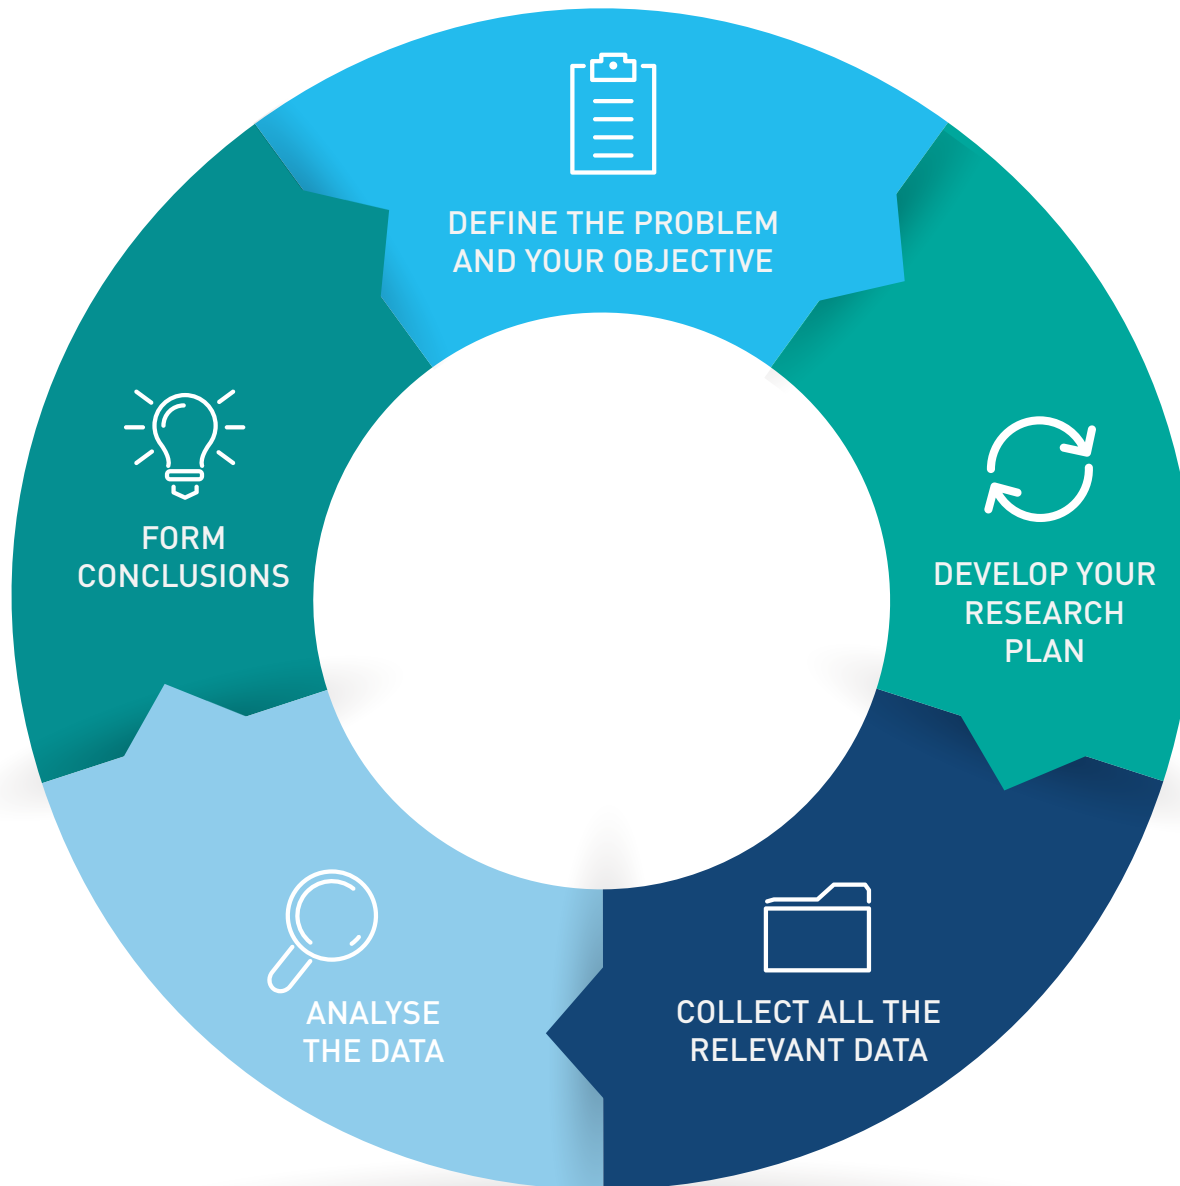 DEFINE THE PROBLEM
AND YOUR OBJECTIVE
DEVELOP YOUR
RESEARCH
PLAN
COLLECT ALL THE
RELEVANT DATA
ANALYSE
THE DATA
FORM
CONCLUSIONS